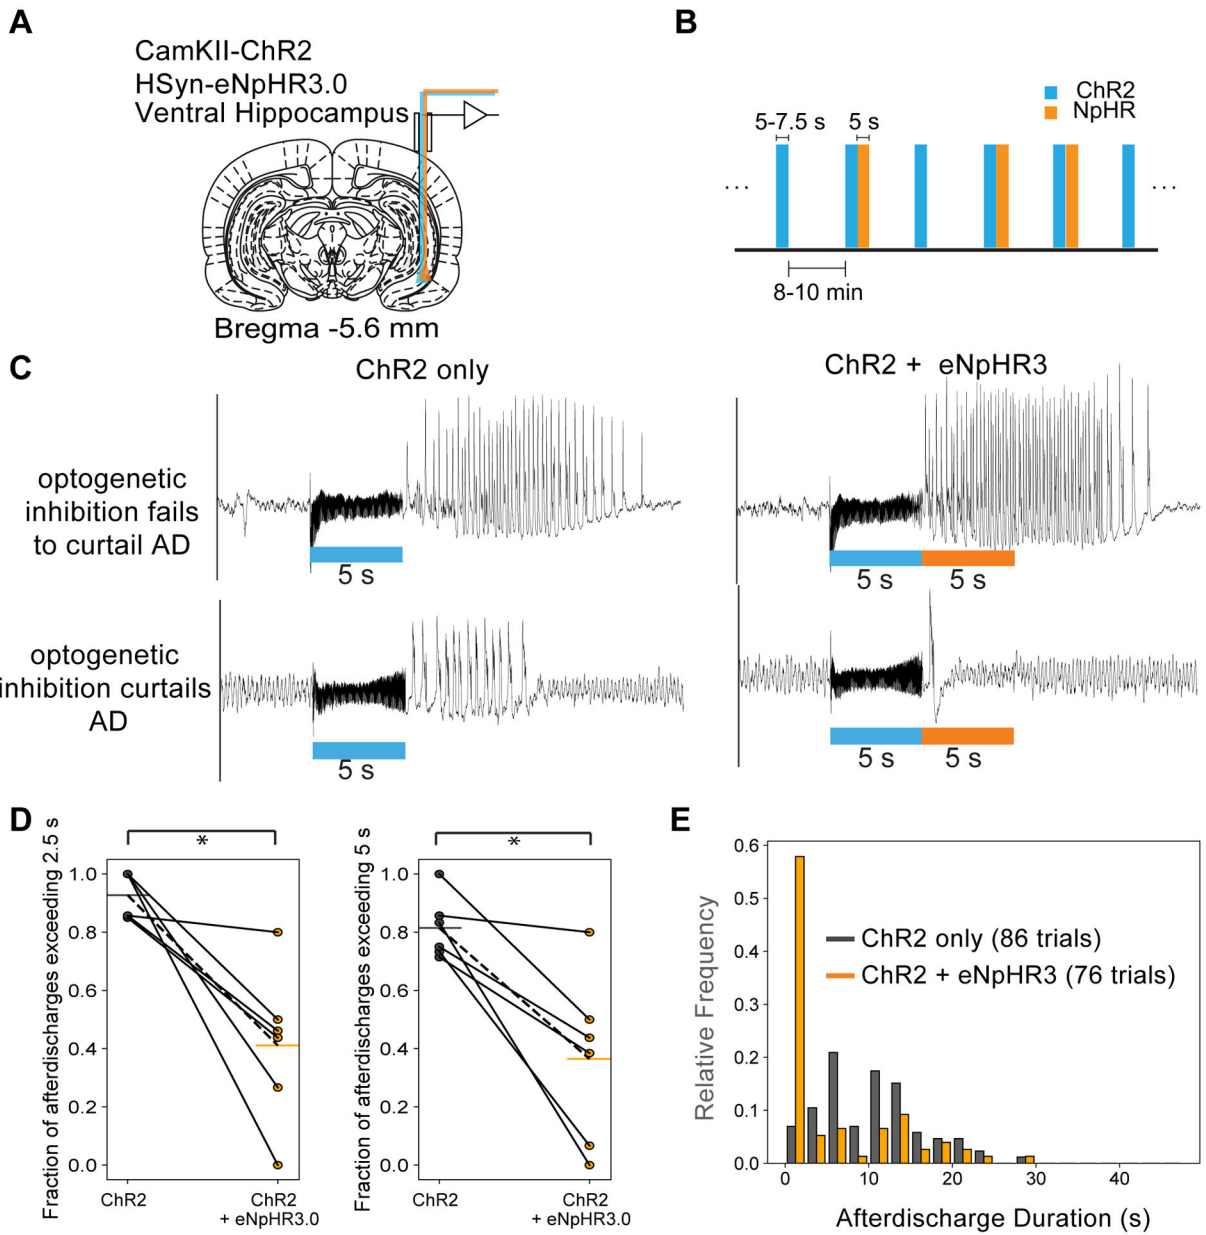 A
CamKII-ChR2
HSyn-eNpHR3.0
Ventral Hippocampus
Bregma -5.6 mm
B
ChR2
NpHR
5-7.5 s
5 s
...
...
8-10 min
C
ChR2 only
ChR2 + eNpHR3
optogenetic
inhibition fails
to curtail AD
5 s
5 s
5 s
optogenetic
inhibition curtails
AD
5 s
5 s
5 s
D
Fraction of afterdischarges exceeding 2.5 s
*
1.0
0.8
0.6
0.4
0.2
0.0
ChR2
ChR2
+ eNpHR3.0
Fraction of afterdischarges exceeding 5 s
*
1.0
0.8
0.6
0.4
0.2
0.0
ChR2
ChR2
+ eNpHR3.0
E
Relative Frequency
0.6
0.5
0.4
0.3
0.2
0.1
0.0
ChR2 only (86 trials)
ChR2 + eNpHR3 (76 trials)
0
10
20
30
40
Afterdischarge Duration (s)